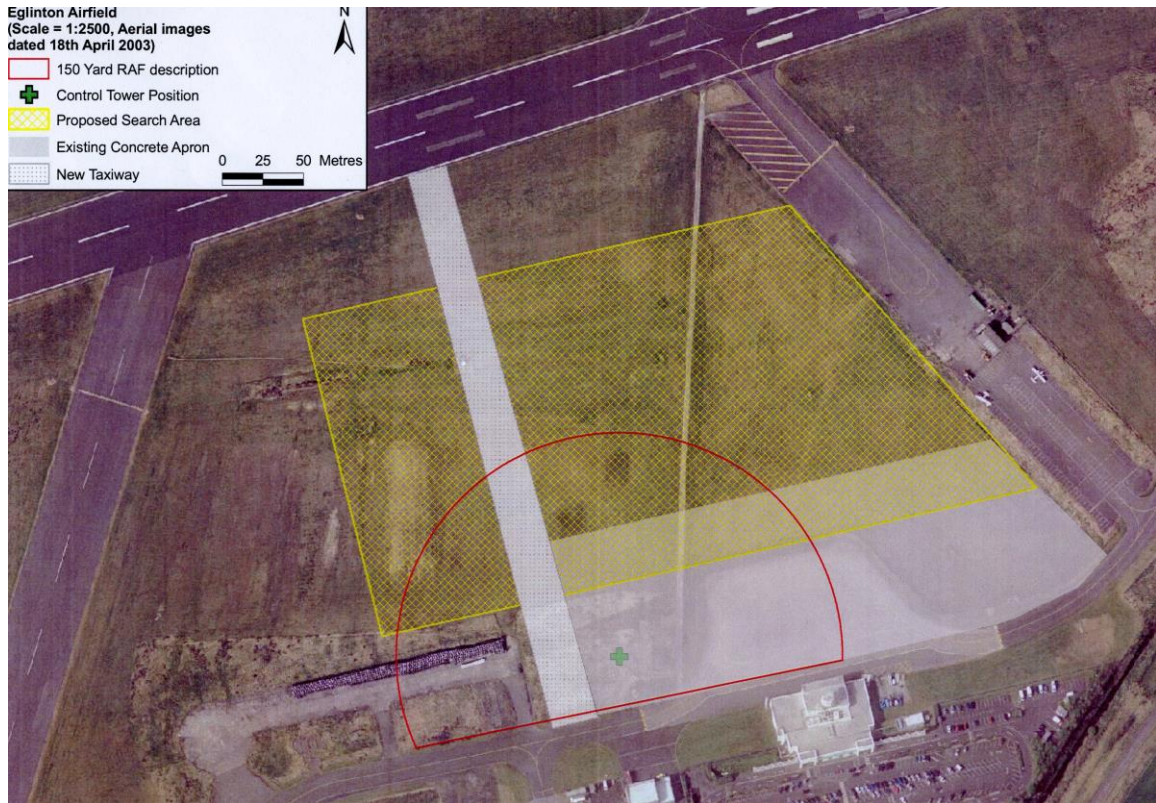 Eglinton Airfield
(Scale = 1:2500, Aerial images
dated 18th April 2003)
N
150 Yard RAF description
Control Tower Position
Proposed Search Area
Existing Concrete Apron
New Taxiway
0 25 50 Metres